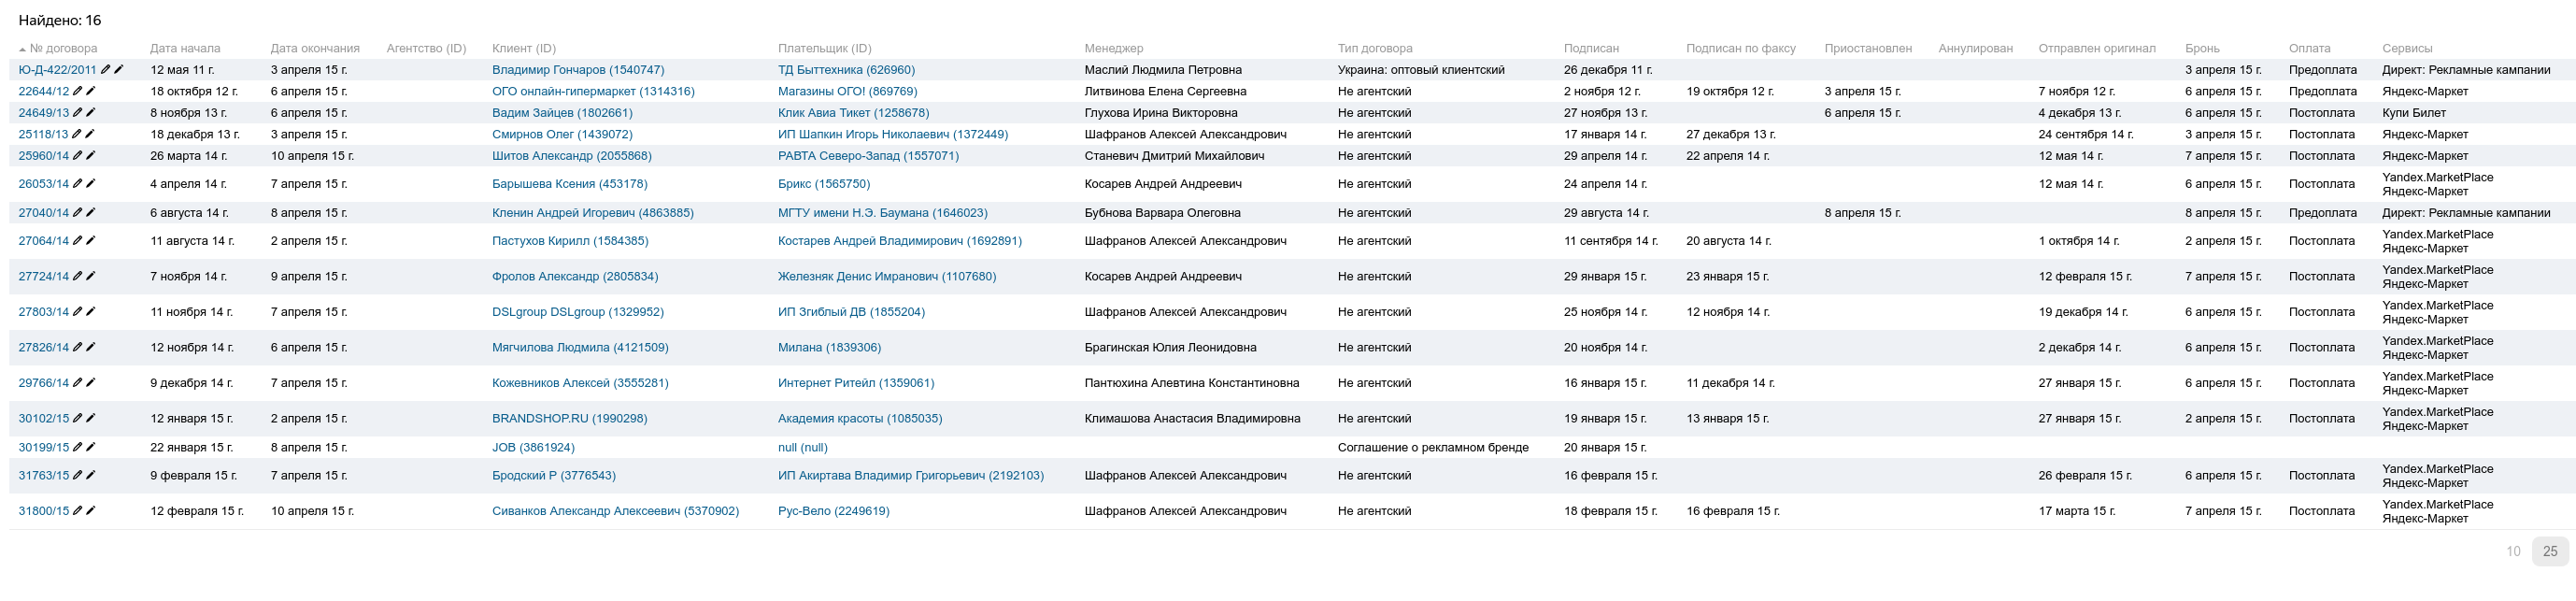 Найдено: 16
№ договора Дата начала Дата окончания Агентство (ID) Клиент (ID) Плательщик (ID) Менеджер Тип договора Подписан Подписан по факсу Приостановлен Аннулирован Отправлен оригинал Бронь Оплата Сервисы
Ю-Д-422/2011 12 мая 11 г. 3 апреля 15 г. Владимир Гончаров (1540747) ТД Быттехника (626960) Маслий Людмила Петровна Украина: оптовый клиентский 26 декабря 11 г. 3 апреля 15 г. Предоплата Директ: Рекламные кампании
22644/12 18 октября 12 г. 6 апреля 15 г. ОГО онлайн-гипермаркет (1314316) Магазины ОГО! (869769) Литвинова Елена Сергеевна Не агентский 2 ноября 12 г. 19 октября 12 г. 3 апреля 15 г. 7 ноября 12 г. 6 апреля 15 г. Предоплата Яндекс-Маркет
24649/13 8 ноября 13 г. 6 апреля 15 г. Вадим Зайцев (1802661) Клик Авиа Тикет (1258678) Глухова Ирина Викторовна Не агентский 27 ноября 13 г. 6 апреля 15 г. 4 декабря 13 г. 6 апреля 15 г. Постоплата Купи Билет
25118/13 18 декабря 13 г. 3 апреля 15 г. Смирнов Олег (1439072) ИП Шапкин Игорь Николаевич (1372449) Шафранов Алексей Александрович Не агентский 17 января 14 г. 27 декабря 13 г. 24 сентября 14 г. 3 апреля 15 г. Постоплата Яндекс-Маркет
25960/14 26 марта 14 г. 10 апреля 15 г. Шитов Александр (2055868) РАВТА Северо-Запад (1557071) Станевич Дмитрий Михайлович Не агентский 29 апреля 14 г. 22 апреля 14 г. 12 мая 14 г. 7 апреля 15 г. Постоплата Яндекс-Маркет
26053/14 4 апреля 14 г. 7 апреля 15 г. Барышева Ксения (453178) Брикс (1565750) Косарев Андрей Андреевич Не агентский 24 апреля 14 г. 12 мая 14 г. 6 апреля 15 г. Постоплата Yandex.MarketPlace
Яндекс-Маркет
27040/14 6 августа 14 г. 8 апреля 15 г. Кленин Андрей Игоревич (4863885) МГТУ имени Н.Э. Баумана (1646023) Бубнова Варвара Олеговна Не агентский 29 августа 14 г. 8 апреля 15 г. 8 апреля 15 г. Предоплата Директ: Рекламные кампании
27064/14 11 августа 14 г. 2 апреля 15 г. Пастухов Кирилл (1584385) Костарев Андрей Владимирович (1692891) Шафранов Алексей Александрович Не агентский 11 сентября 14 г. 20 августа 14 г. 1 октября 14 г. 2 апреля 15 г. Постоплата Yandex.MarketPlace
Яндекс-Маркет
27724/14 7 ноября 14 г. 9 апреля 15 г. Фролов Александр (2805834) Железняк Денис Имранович (1107680) Косарев Андрей Андреевич Не агентский 29 января 15 г. 23 января 15 г. 12 февраля 15 г. 7 апреля 15 г. Постоплата Yandex.MarketPlace
Яндекс-Маркет
27803/14 11 ноября 14 г. 7 апреля 15 г. DSLgroup DSLgroup (1329952) ИП Згиблый ДВ (1855204) Шафранов Алексей Александрович Не агентский 25 ноября 14 г. 12 ноября 14 г. 19 декабря 14 г. 6 апреля 15 г. Постоплата Yandex.MarketPlace
Яндекс-Маркет
27826/14 12 ноября 14 г. 6 апреля 15 г. Мягчилова Людмила (4121509) Милана (1839306) Брагинская Юлия Леонидовна Не агентский 20 ноября 14 г. 2 декабря 14 г. 6 апреля 15 г. Постоплата Yandex.MarketPlace
Яндекс-Маркет
29766/14 9 декабря 14 г. 7 апреля 15 г. Кожевников Алексей (3555281) Интернет Ритейл (1359061) Пантюхина Алевтина Константиновна Не агентский 16 января 15 г. 11 декабря 14 г. 27 января 15 г. 6 апреля 15 г. Постоплата Yandex.MarketPlace
Яндекс-Маркет
30102/15 12 января 15 г. 2 апреля 15 г. BRANDSHOP.RU (1990298) Академия красоты (1085035) Климашова Анастасия Владимировна Не агентский 19 января 15 г. 13 января 15 г. 27 января 15 г. 2 апреля 15 г. Постоплата Yandex.MarketPlace
Яндекс-Маркет
30199/15 22 января 15 г. 8 апреля 15 г. JOB (3861924) null (null) Соглашение о рекламном бренде 20 января 15 г.
31763/15 9 февраля 15 г. 7 апреля 15 г. Бродский Р (3776543) ИП Акиртава Владимир Григорьевич (2192103) Шафранов Алексей Александрович Не агентский 16 февраля 15 г. 26 февраля 15 г. 6 апреля 15 г. Постоплата Yandex.MarketPlace
Яндекс-Маркет
31800/15 12 февраля 15 г. 10 апреля 15 г. Сиванков Александр Алексеевич (5370902) Рус-Вело (2249619) Шафранов Алексей Александрович Не агентский 18 февраля 15 г. 16 февраля 15 г. 17 марта 15 г. 7 апреля 15 г. Постоплата Yandex.MarketPlace
Яндекс-Маркет
10 25